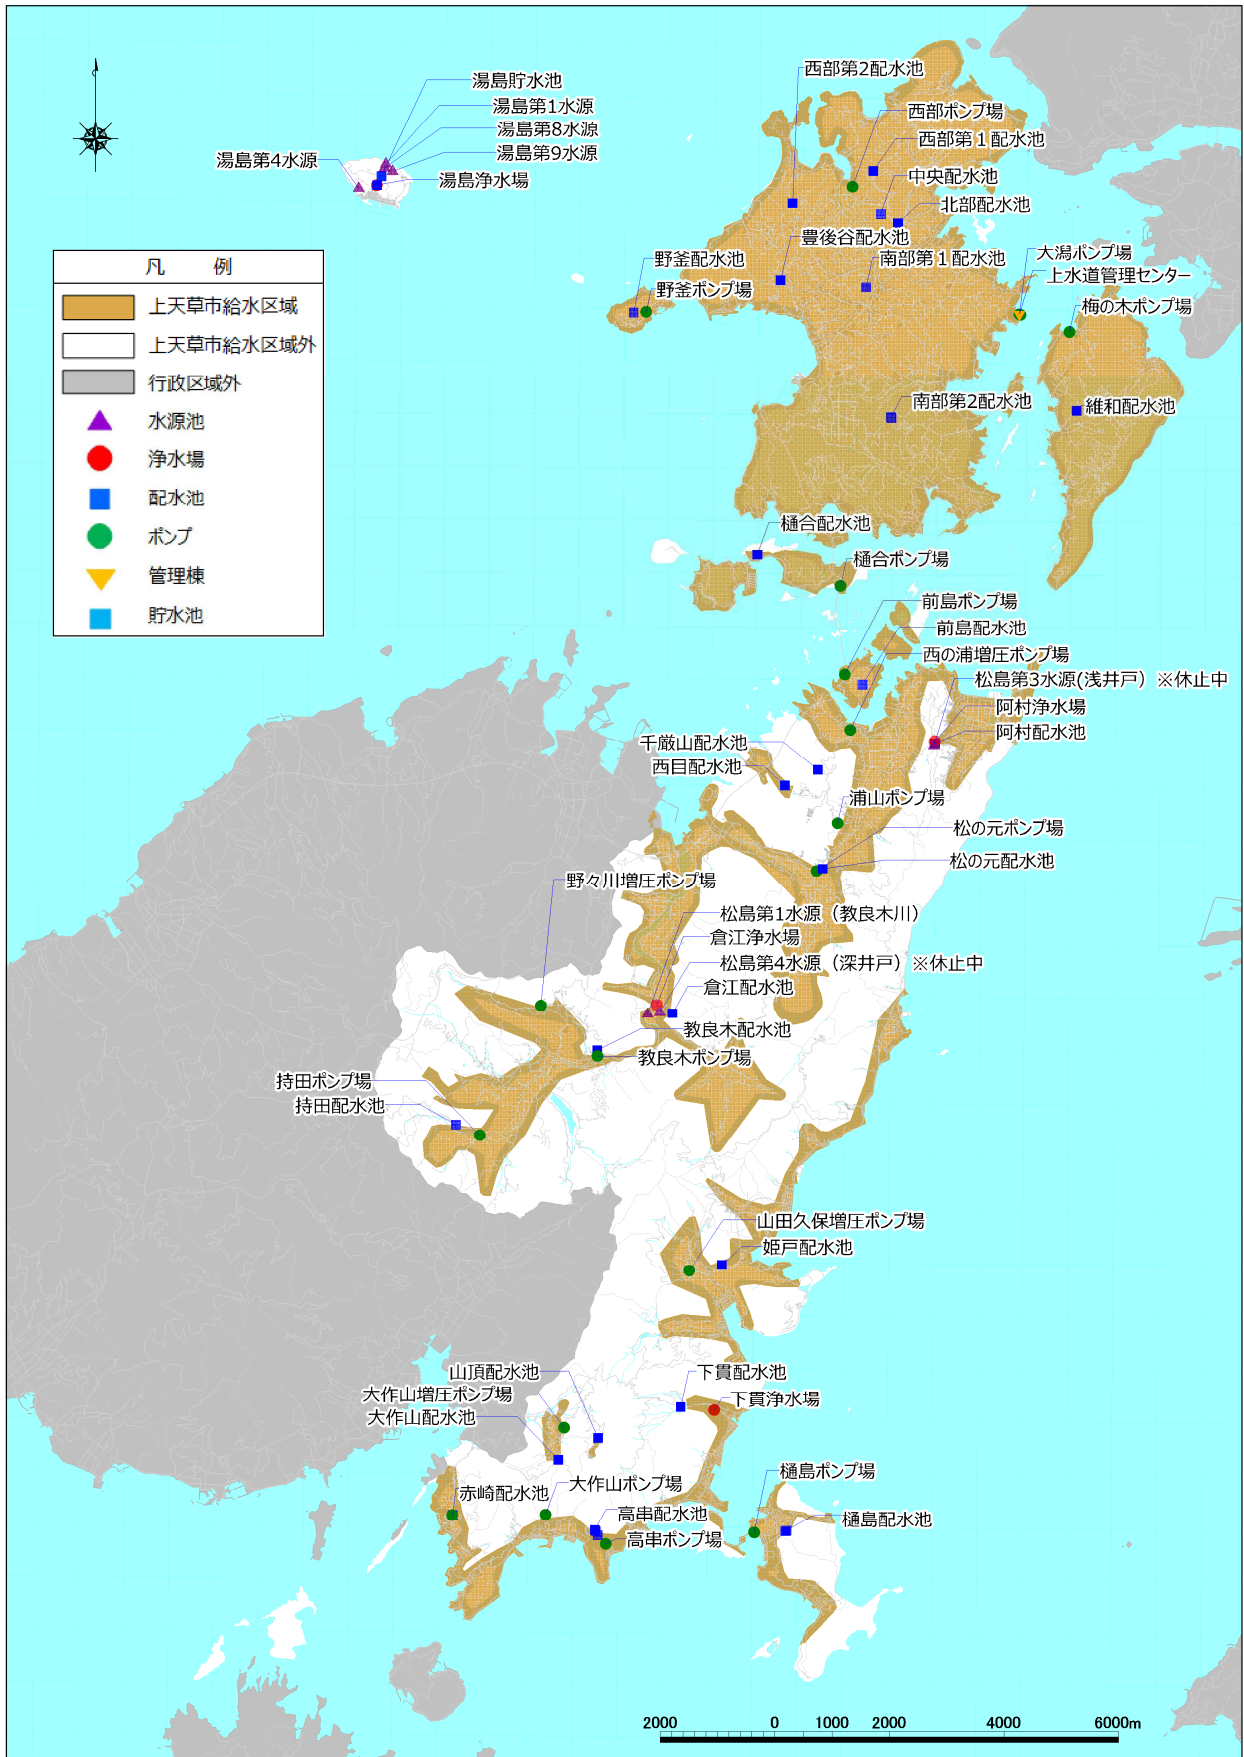 西部第2配水池
湯島貯水池
湯島第1水源
西部ポンプ場
湯島第8水源
西部第１配水池
湯島第9水源
湯島第4水源
中央配水池
湯島浄水場
北部配水池
豊後谷配水池
大潟ポンプ場
野釜配水池
南部第１配水池
上水道管理センター
野釜ポンプ場
梅の木ポンプ場
凡　例
上天草市給水区域
上天草市給水区域外
行政区域外
水源池
浄水場
配水池
ポンプ
管理棟
貯水池
南部第2配水池
維和配水池
樋合配水池
樋合ポンプ場
前島ポンプ場
前島配水池
西の浦増圧ポンプ場
松島第3水源(浅井戸）※休止中
阿村浄水場
阿村配水池
千厳山配水池
西目配水池
浦山ポンプ場
松の元ポンプ場
松の元配水池
野々川増圧ポンプ場
松島第1水源（教良木川）
倉江浄水場
松島第4水源（深井戸）※休止中
倉江配水池
教良木配水池
教良木ポンプ場
持田ポンプ場
持田配水池
山田久保増圧ポンプ場
姫戸配水池
山頂配水池
下貫配水池
大作山増圧ポンプ場
下貫浄水場
大作山配水池
樋島ポンプ場
大作山ポンプ場
赤崎配水池
高串配水池
樋島配水池
高串ポンプ場
2000 0 1000 2000 4000 6000m